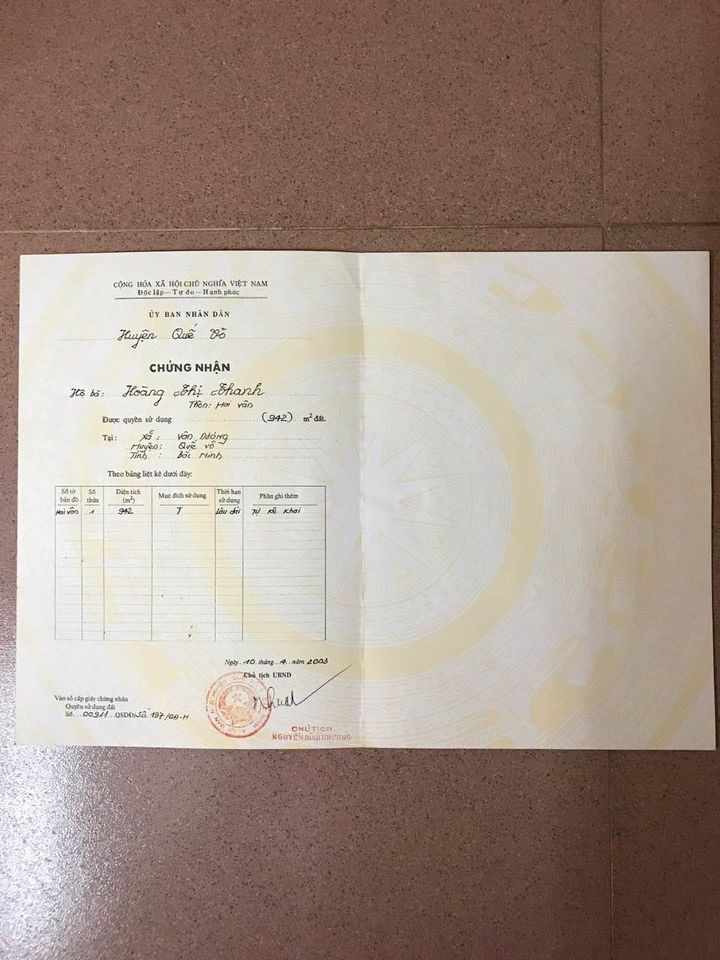 CỘNG HÒA XÃ HỘI CHỦ NGHĨA VIỆT NAM
Độc lập - Tự do - Hạnh phúc
ỦY BAN NHÂN DÂN
Huyện Quế Võ
CHỨNG NHẬN
Hộ bà: Hoàng Thị Thanh
Thôn: Hai Vân
Được quyền sử dụng (942) m² đất.
Tại: Xã: Vân Dương
Huyện: Quế Võ
Tỉnh: Bắc Ninh
Theo bảng liệt kê dưới đây:
Số tờ bản đồ Số thửa Diện tích (m²) Mục đích sử dụng Thời hạn sử dụng Phần ghi thêm
Hai Vân 1 942 T Lâu dài Tự kê khai
Ngày 10 tháng 4 năm 2003
Chủ tịch UBND
Vào sổ cấp giấy chứng nhận
Quyền sử dụng đất
Số 00911 QSDĐ/Số 197/QĐ-H
CHỦ TỊCH